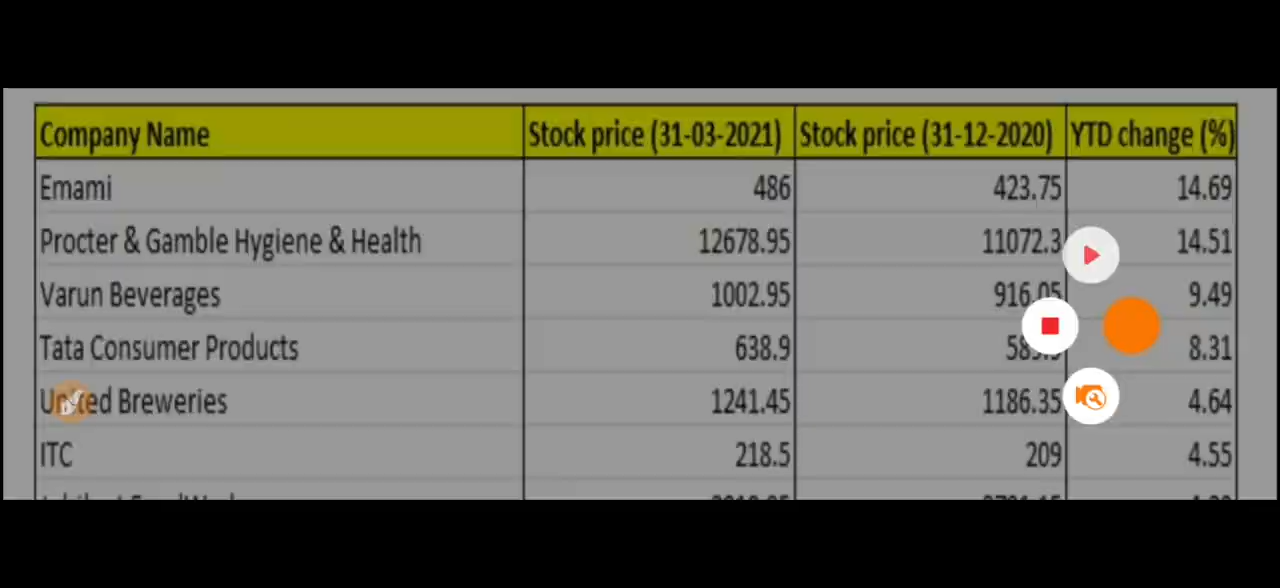 Company Name Stock price (31-03-2021) Stock price (31-12-2020) YTD change (%)
Emami 486 423.75 14.69
Procter & Gamble Hygiene & Health 12678.95 11072.3 14.51
Varun Beverages 1002.95 916.05 9.49
Tata Consumer Products 638.9 8.31
United Breweries 1241.45 1186.35 4.64
ITC 218.5 209 4.55